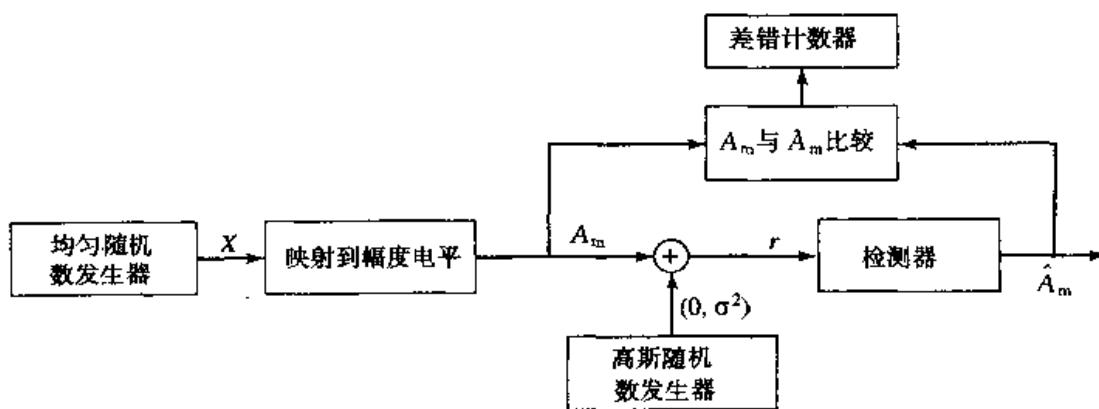 差错计数器
A_m与 Â_m比较
均匀随机
数发生器
X
映射到幅度电平
A_m
+
r
检测器
Â_m
(0, σ²)
高斯随机
数发生器